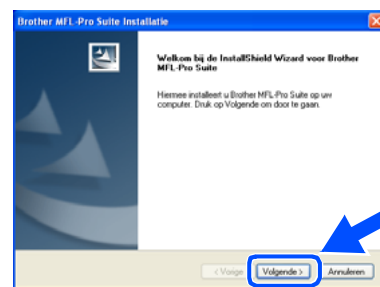 Brother MFL-Pro Suite Installatie
Welkom bij de InstallShield Wizard voor Brother
MFL-Pro Suite
Hiermee installeert u Brother MFL-Pro Suite op uw
computer. Druk op Volgende om door te gaan.
< Vorige
Volgende >
Annuleren